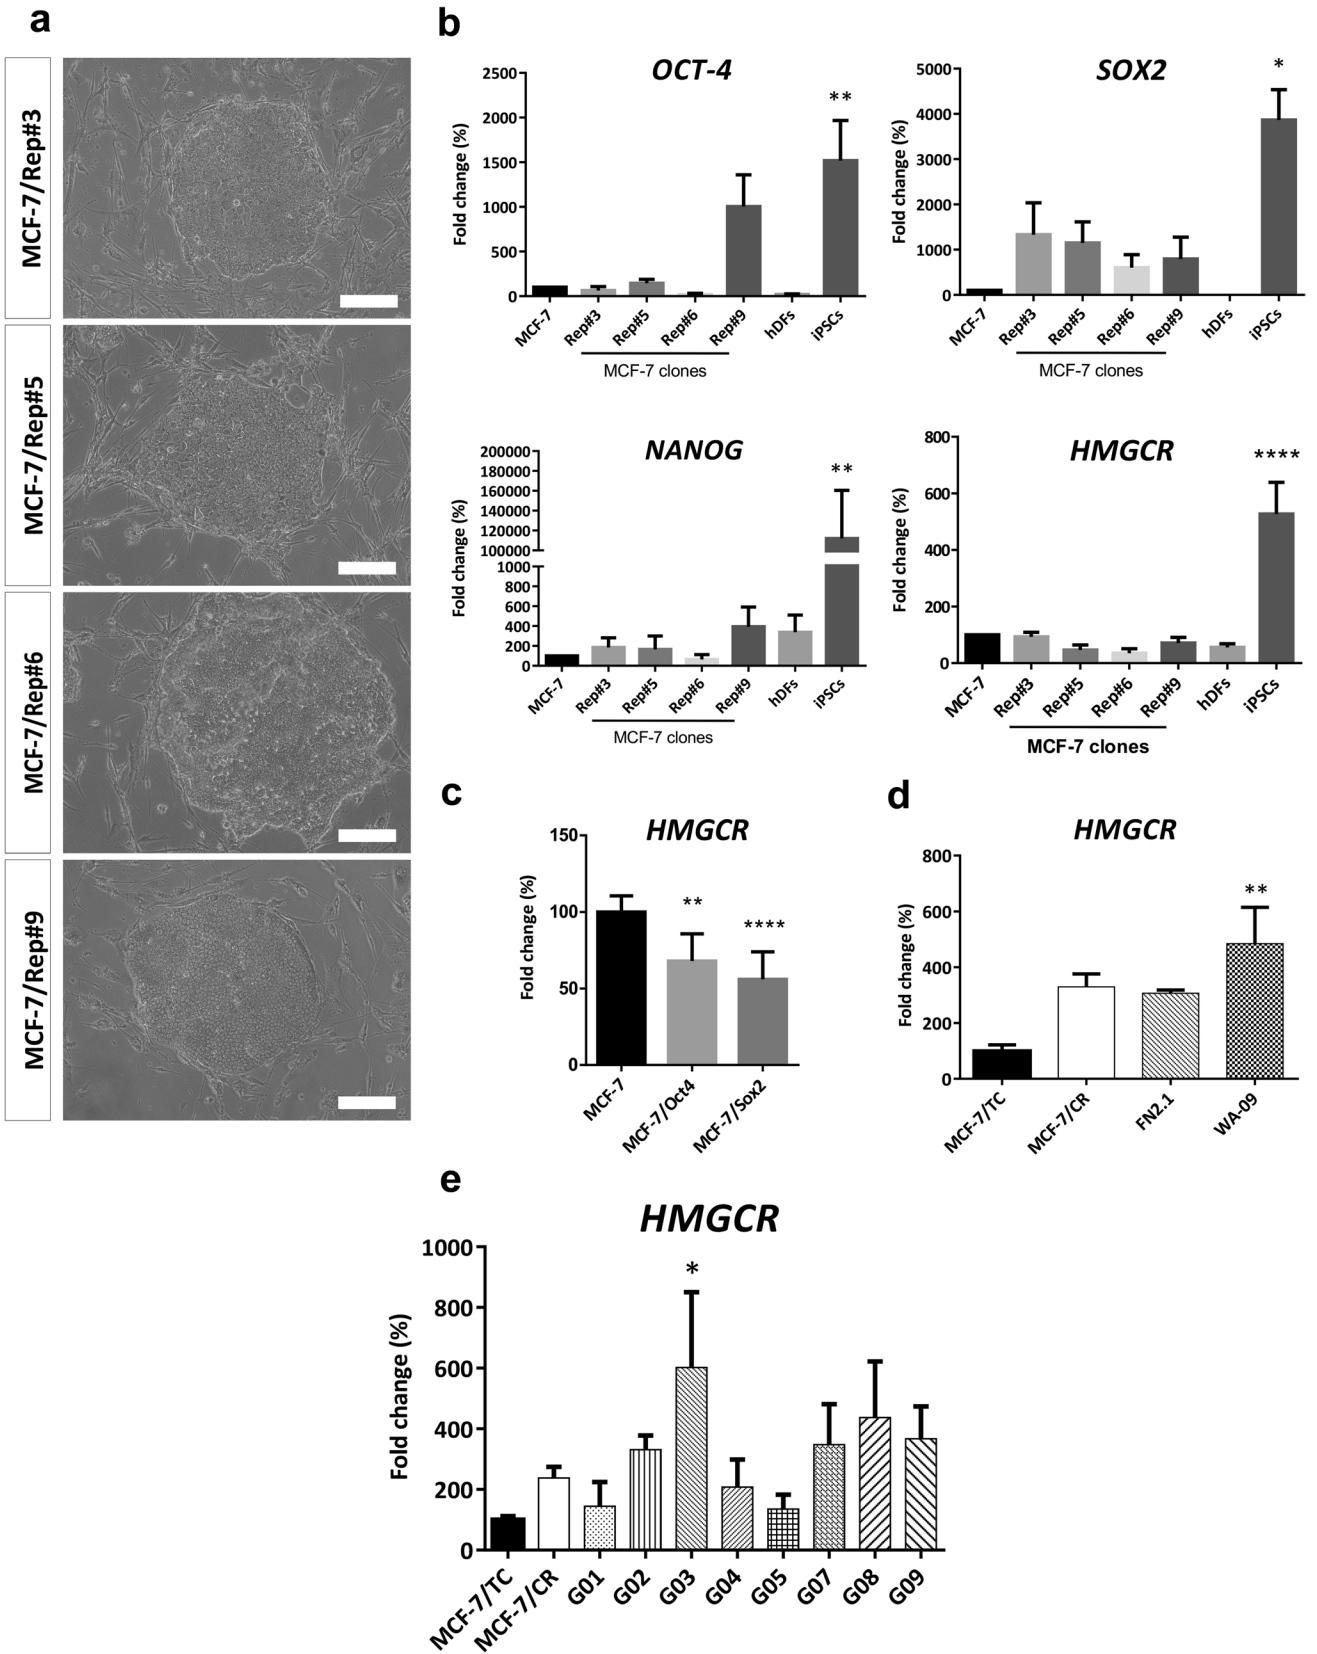 a
MCF-7/Rep#3
MCF-7/Rep#5
MCF-7/Rep#6
MCF-7/Rep#9
b
OCT-4
**
Fold change (%)
2500
2000
1500
1000
500
0
MCF-7
Rep#3
Rep#5
Rep#6
Rep#9
hDFs
iPSCs
MCF-7 clones
SOX2
*
Fold change (%)
5000
4000
3000
2000
1000
0
MCF-7
Rep#3
Rep#5
Rep#6
Rep#9
hDFs
iPSCs
MCF-7 clones
NANOG
**
Fold change (%)
200000
180000
160000
140000
120000
100000
1000
800
600
400
200
0
MCF-7
Rep#3
Rep#5
Rep#6
Rep#9
hDFs
iPSCs
MCF-7 clones
HMGCR
****
Fold change (%)
800
600
400
200
0
MCF-7
Rep#3
Rep#5
Rep#6
Rep#9
hDFs
iPSCs
MCF-7 clones
c
HMGCR
**
****
Fold change (%)
150
100
50
0
MCF-7
MCF-7/Oct4
MCF-7/Sox2
d
HMGCR
**
Fold change (%)
800
600
400
200
0
MCF-7/TC
MCF-7/CR
FN2.1
WA-09
e
HMGCR
*
Fold change (%)
1000
800
600
400
200
0
MCF-7/TC
MCF-7/CR
G01
G02
G03
G04
G05
G07
G08
G09